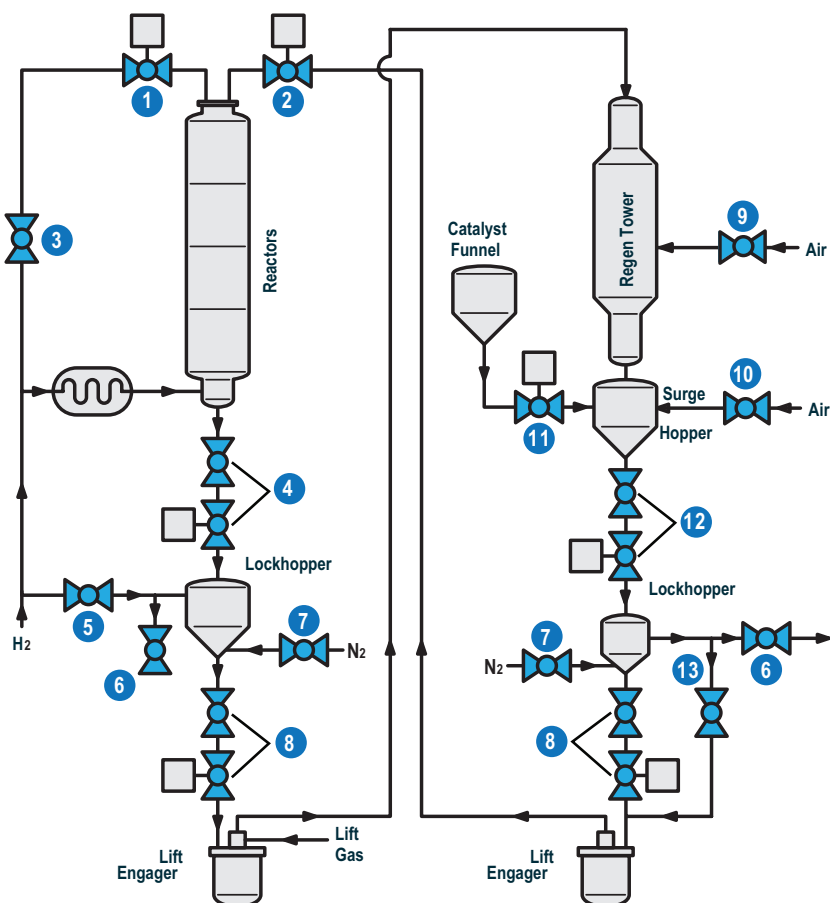 1
2
3
Reactors
Catalyst
Funnel
Regen Tower
9
Air
Surge
Hopper
10
Air
11
4
12
Lockhopper
Lockhopper
5
H2
6
7
N2
7
N2
13
6
8
8
Lift
Gas
Lift
Engager
Lift
Engager